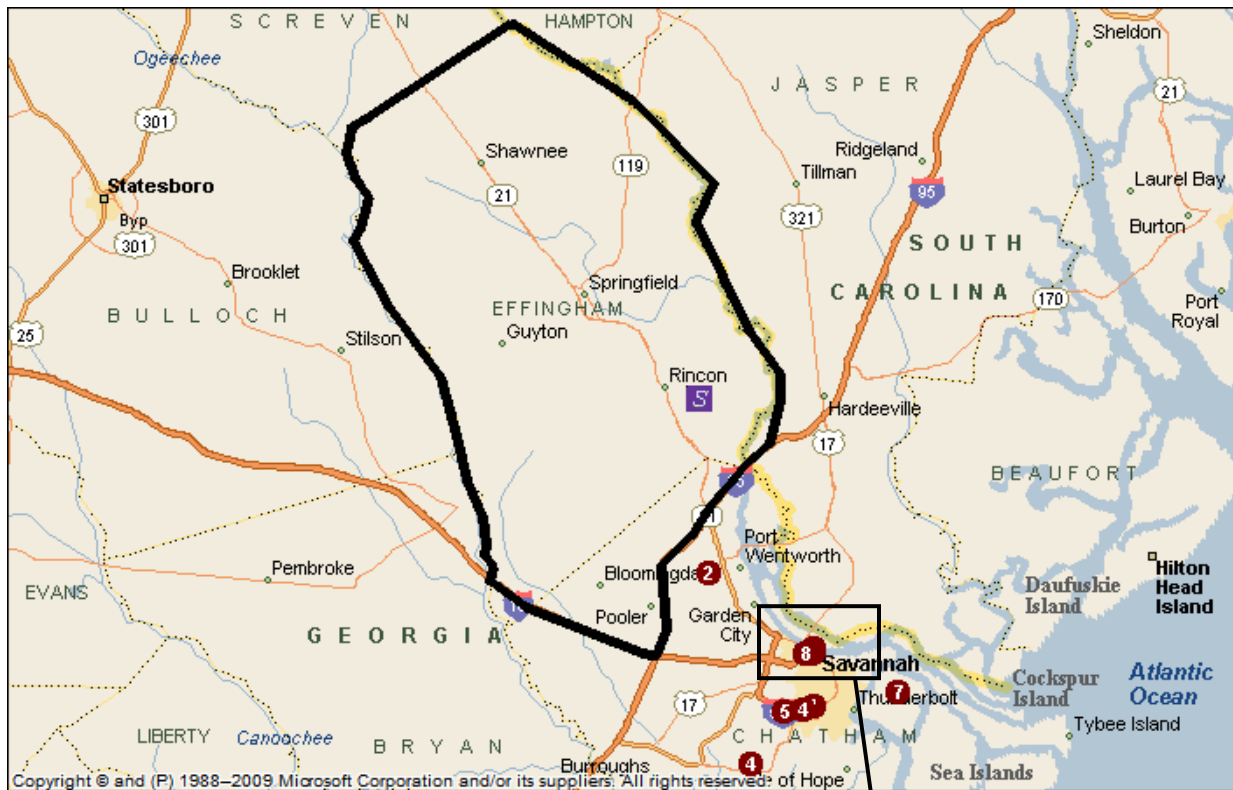 SCREVEN
HAMPTON
Sheldon
Ogeechee
JASPER
301
21
Shawnee
119
Ridgeland
Tillman
Statesboro
21
95
Laurel Bay
321
Burton
Byp
301
SOUTH
Brooklet
Springfield
CAROLINA
170
EFFINGHAM
BULLOCH
Guyton
Port
Royal
25
Stilson
Rincon
S
Hardeeville
17
BEAUFORT
Port
Wentworth
Pembroke
Hilton
Head
Island
2
EVANS
Daufuskie
Island
Pooler
Garden
City
GEORGIA
8
Savannah
Cockspur
Island
Atlantic
Ocean
7
17
5
4
Tybee Island
LIBERTY
Canoochee
BRYAN
CHATHAM
Burroughs
4
Sea Islands
of Hope
Copyright © and (P) 1988–2009 Microsoft Corporation and/or its suppliers. All rights reserved.